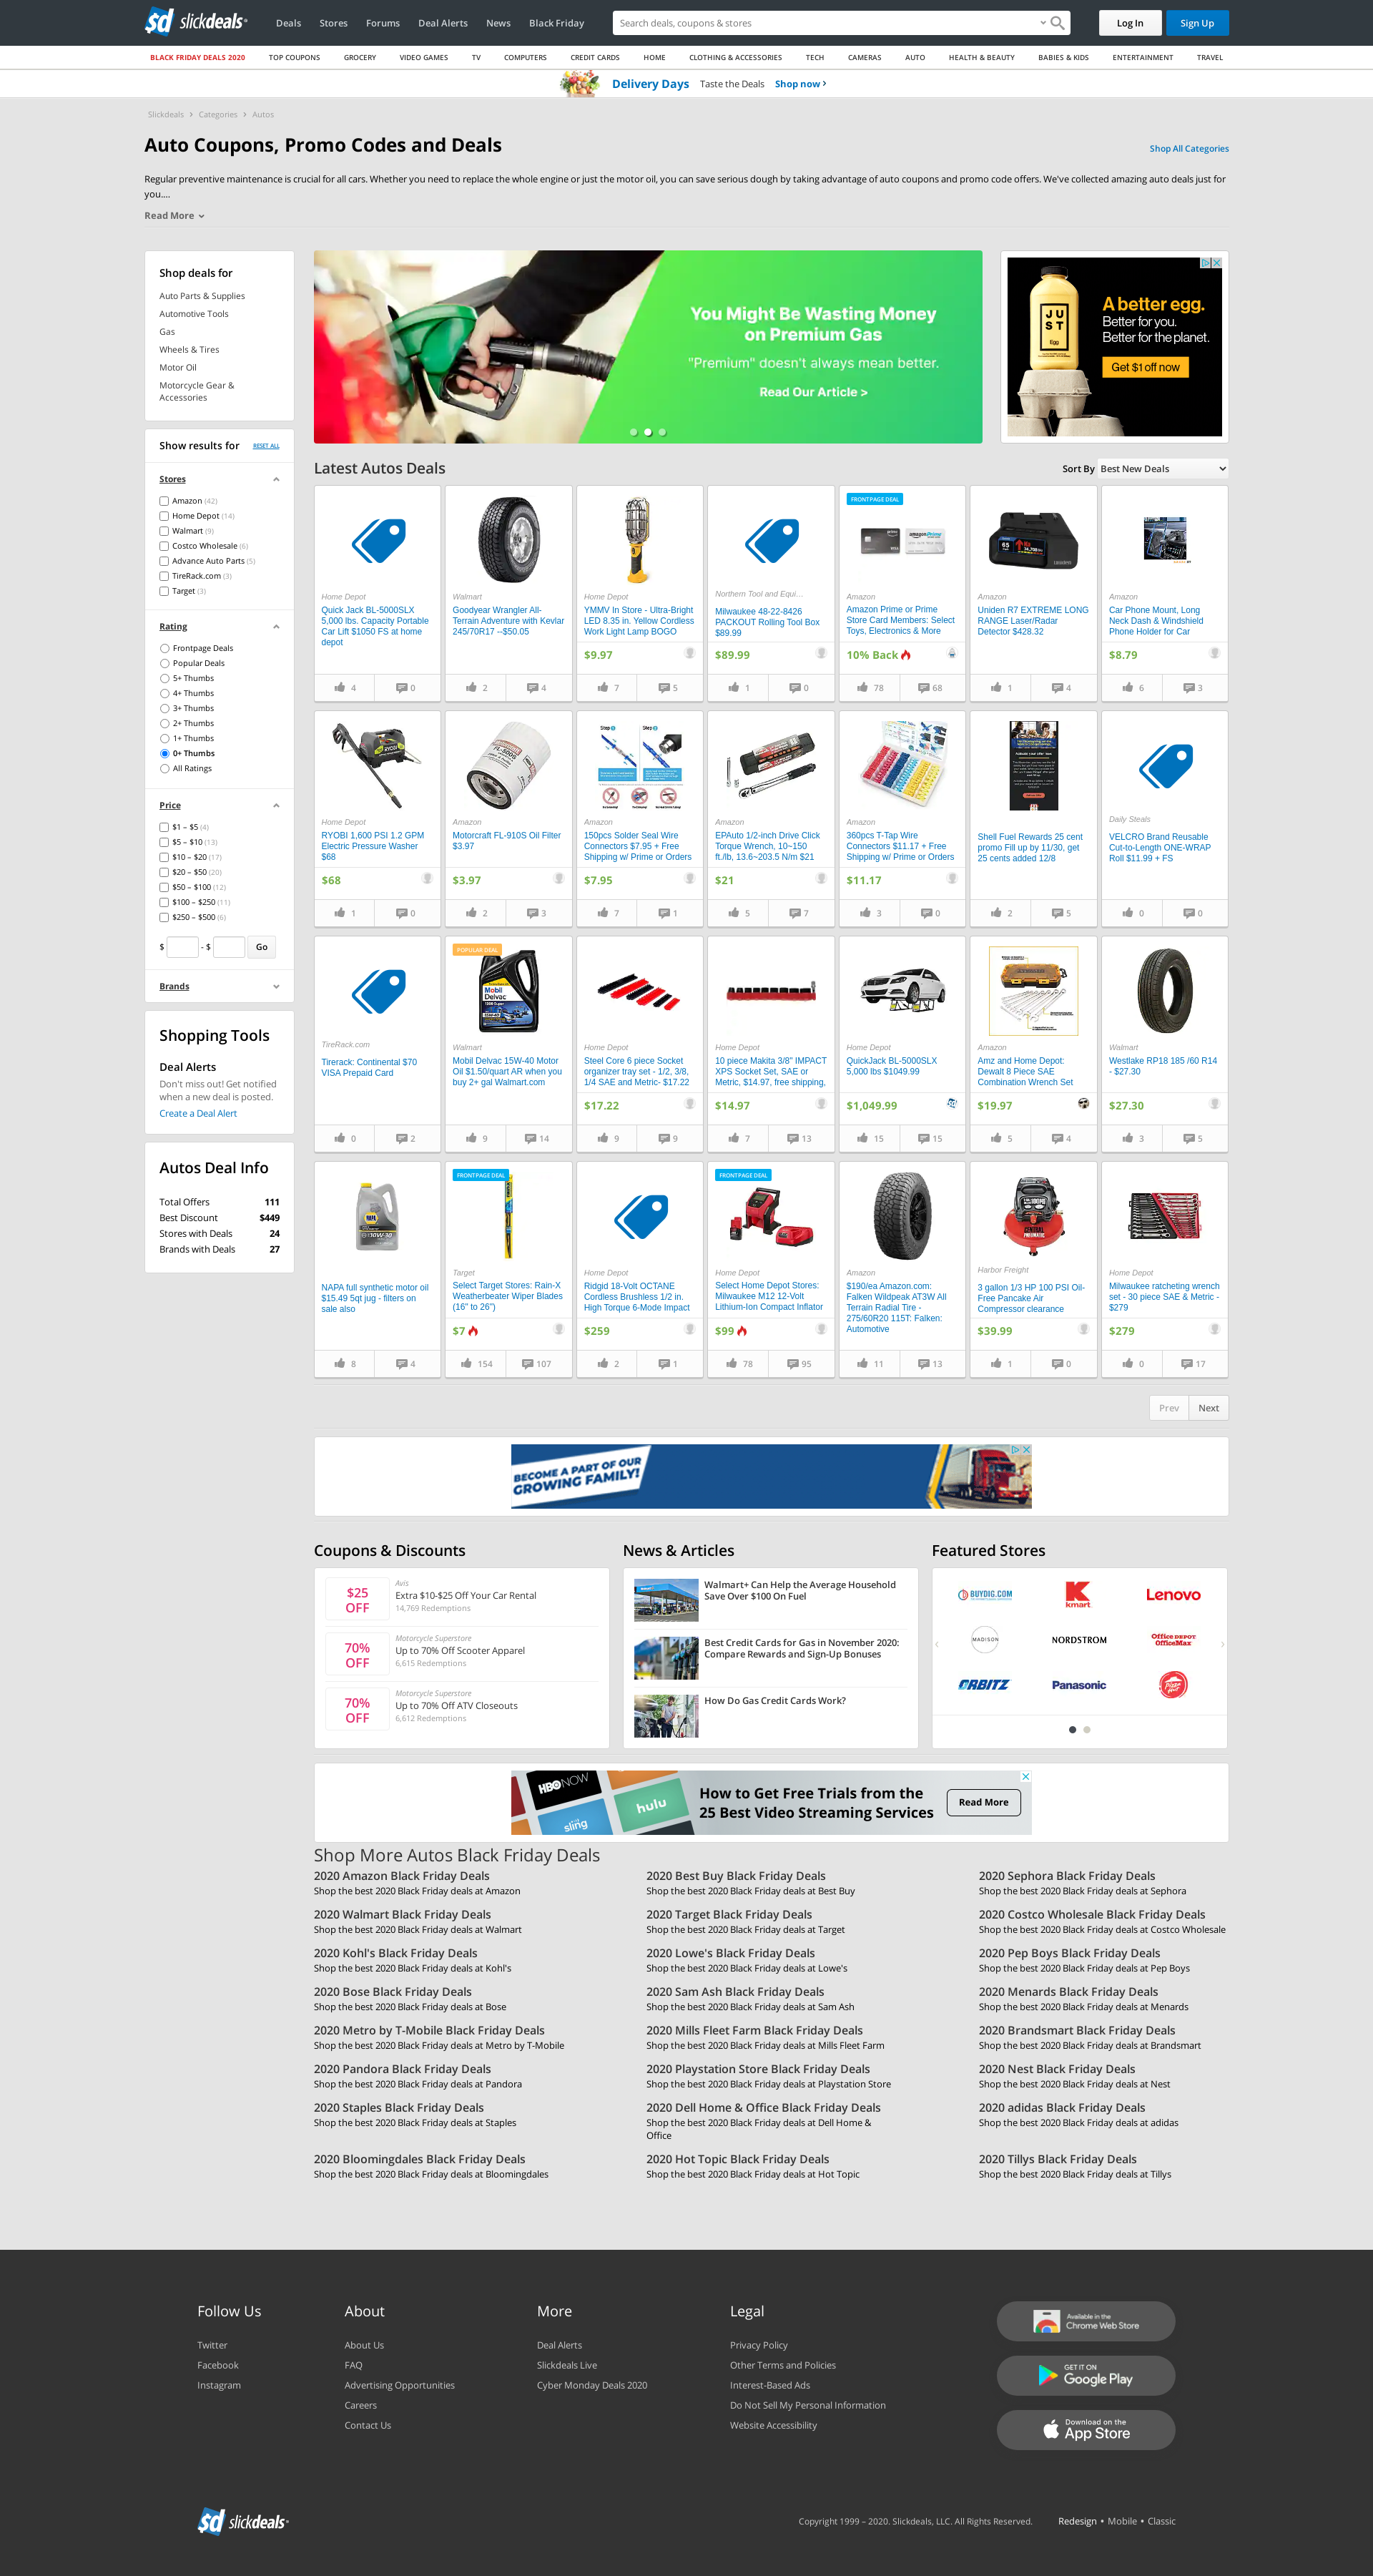 sd slickdeals
Deals Stores Forums Deal Alerts News Black Friday
Search deals, coupons & stores
Log In
Sign Up
BLACK FRIDAY DEALS 2020 TOP COUPONS GROCERY VIDEO GAMES TV COMPUTERS CREDIT CARDS HOME CLOTHING & ACCESSORIES TECH CAMERAS AUTO HEALTH & BEAUTY BABIES & KIDS ENTERTAINMENT TRAVEL
Delivery Days Taste the Deals Shop now ›
Slickdeals › Categories › Autos
Auto Coupons, Promo Codes and Deals
Shop All Categories
Regular preventive maintenance is crucial for all cars. Whether you need to replace the whole engine or just the motor oil, you can save serious dough by taking advantage of auto coupons and promo code offers. We've collected amazing auto deals just for
you....
Read More
Shop deals for
Auto Parts & Supplies
Automotive Tools
Gas
Wheels & Tires
Motor Oil
Motorcycle Gear &
Accessories
Show results for RESET ALL
Stores
Amazon (42)
Home Depot (14)
Walmart (9)
Costco Wholesale (6)
Advance Auto Parts (5)
TireRack.com (3)
Target (3)
Rating
Frontpage Deals
Popular Deals
5+ Thumbs
4+ Thumbs
3+ Thumbs
2+ Thumbs
1+ Thumbs
0+ Thumbs
All Ratings
Price
$1 – $5 (4)
$5 – $10 (13)
$10 – $20 (17)
$20 – $50 (20)
$50 – $100 (12)
$100 – $250 (11)
$250 – $500 (6)
$ - $ Go
Brands
Shopping Tools
Deal Alerts
Don't miss out! Get notified
when a new deal is posted.
Create a Deal Alert
Autos Deal Info
Total Offers 111
Best Discount $449
Stores with Deals 24
Brands with Deals 27
You Might Be Wasting Money
on Premium Gas
"Premium" doesn't always mean better.
Read Our Article >
JUST
Egg
A better egg.
Better for you.
Better for the planet.
Get $1 off now
Latest Autos Deals
Sort By Best New Deals
Home Depot
Quick Jack BL-5000SLX
5,000 lbs. Capacity Portable
Car Lift $1050 FS at home
depot
4 0
Walmart
Goodyear Wrangler All-
Terrain Adventure with Kevlar
245/70R17 --$50.05
2 4
Home Depot
YMMV In Store - Ultra-Bright
LED 8.35 in. Yellow Cordless
Work Light Lamp BOGO
$9.97
7 5
Northern Tool and Equi...
Milwaukee 48-22-8426
PACKOUT Rolling Tool Box
$89.99
$89.99
1 0
FRONTPAGE DEAL
Amazon
Amazon Prime or Prime
Store Card Members: Select
Toys, Electronics & More
10% Back
78 68
Amazon
Uniden R7 EXTREME LONG
RANGE Laser/Radar
Detector $428.32
1 4
Amazon
Car Phone Mount, Long
Neck Dash & Windshield
Phone Holder for Car
$8.79
6 3
Home Depot
RYOBI 1,600 PSI 1.2 GPM
Electric Pressure Washer
$68
$68
1 0
Amazon
Motorcraft FL-910S Oil Filter
$3.97
$3.97
2 3
Amazon
150pcs Solder Seal Wire
Connectors $7.95 + Free
Shipping w/ Prime or Orders
$7.95
7 1
Amazon
EPAuto 1/2-inch Drive Click
Torque Wrench, 10~150
ft./lb, 13.6~203.5 N/m $21
$21
5 7
Amazon
360pcs T-Tap Wire
Connectors $11.17 + Free
Shipping w/ Prime or Orders
$11.17
3 0
Shell Fuel Rewards 25 cent
promo Fill up by 11/30, get
25 cents added 12/8
2 5
Daily Steals
VELCRO Brand Reusable
Cut-to-Length ONE-WRAP
Roll $11.99 + FS
0 0
TireRack.com
Tirerack: Continental $70
VISA Prepaid Card
0 2
POPULAR DEAL
Mobil
Delvac
Walmart
Mobil Delvac 15W-40 Motor
Oil $1.50/quart AR when you
buy 2+ gal Walmart.com
9 14
Home Depot
Steel Core 6 piece Socket
organizer tray set - 1/2, 3/8,
1/4 SAE and Metric- $17.22
$17.22
9 9
Home Depot
10 piece Makita 3/8" IMPACT
XPS Socket Set, SAE or
Metric, $14.97, free shipping,
$14.97
7 13
Home Depot
QuickJack BL-5000SLX
5,000 lbs $1049.99
$1,049.99
15 15
Amazon
Amz and Home Depot:
Dewalt 8 Piece SAE
Combination Wrench Set
$19.97
5 4
Walmart
Westlake RP18 185 /60 R14
- $27.30
$27.30
3 5
NAPA full synthetic motor oil
$15.49 5qt jug - filters on
sale also
8 4
FRONTPAGE DEAL
Target
Select Target Stores: Rain-X
Weatherbeater Wiper Blades
(16" to 26")
$7
154 107
Home Depot
Ridgid 18-Volt OCTANE
Cordless Brushless 1/2 in.
High Torque 6-Mode Impact
$259
2 1
FRONTPAGE DEAL
Home Depot
Select Home Depot Stores:
Milwaukee M12 12-Volt
Lithium-Ion Compact Inflator
$99
78 95
Amazon
$190/ea Amazon.com:
Falken Wildpeak AT3W All
Terrain Radial Tire -
275/60R20 115T: Falken:
Automotive
11 13
Harbor Freight
3 gallon 1/3 HP 100 PSI Oil-
Free Pancake Air
Compressor clearance
$39.99
1 0
Home Depot
Milwaukee ratcheting wrench
set - 30 piece SAE & Metric -
$279
$279
0 17
Prev Next
BECOME A PART OF OUR
GROWING FAMILY!
Coupons & Discounts
$25
OFF
Avis
Extra $10-$25 Off Your Car Rental
14,769 Redemptions
70%
OFF
Motorcycle Superstore
Up to 70% Off Scooter Apparel
6,615 Redemptions
70%
OFF
Motorcycle Superstore
Up to 70% Off ATV Closeouts
6,612 Redemptions
News & Articles
Walmart+ Can Help the Average Household
Save Over $100 On Fuel
Best Credit Cards for Gas in November 2020:
Compare Rewards and Sign-Up Bonuses
How Do Gas Credit Cards Work?
Featured Stores
BUYDIG.COM
kmart
Lenovo
MADISON
NORDSTROM
Office DEPOT
OfficeMax
ORBITZ
Panasonic
HBO NOW
hulu
sling
How to Get Free Trials from the
25 Best Video Streaming Services
Read More
Shop More Autos Black Friday Deals
2020 Amazon Black Friday Deals
Shop the best 2020 Black Friday deals at Amazon
2020 Best Buy Black Friday Deals
Shop the best 2020 Black Friday deals at Best Buy
2020 Sephora Black Friday Deals
Shop the best 2020 Black Friday deals at Sephora
2020 Walmart Black Friday Deals
Shop the best 2020 Black Friday deals at Walmart
2020 Target Black Friday Deals
Shop the best 2020 Black Friday deals at Target
2020 Costco Wholesale Black Friday Deals
Shop the best 2020 Black Friday deals at Costco Wholesale
2020 Kohl's Black Friday Deals
Shop the best 2020 Black Friday deals at Kohl's
2020 Lowe's Black Friday Deals
Shop the best 2020 Black Friday deals at Lowe's
2020 Pep Boys Black Friday Deals
Shop the best 2020 Black Friday deals at Pep Boys
2020 Bose Black Friday Deals
Shop the best 2020 Black Friday deals at Bose
2020 Sam Ash Black Friday Deals
Shop the best 2020 Black Friday deals at Sam Ash
2020 Menards Black Friday Deals
Shop the best 2020 Black Friday deals at Menards
2020 Metro by T-Mobile Black Friday Deals
Shop the best 2020 Black Friday deals at Metro by T-Mobile
2020 Mills Fleet Farm Black Friday Deals
Shop the best 2020 Black Friday deals at Mills Fleet Farm
2020 Brandsmart Black Friday Deals
Shop the best 2020 Black Friday deals at Brandsmart
2020 Pandora Black Friday Deals
Shop the best 2020 Black Friday deals at Pandora
2020 Playstation Store Black Friday Deals
Shop the best 2020 Black Friday deals at Playstation Store
2020 Nest Black Friday Deals
Shop the best 2020 Black Friday deals at Nest
2020 Staples Black Friday Deals
Shop the best 2020 Black Friday deals at Staples
2020 Dell Home & Office Black Friday Deals
Shop the best 2020 Black Friday deals at Dell Home &
Office
2020 adidas Black Friday Deals
Shop the best 2020 Black Friday deals at adidas
2020 Bloomingdales Black Friday Deals
Shop the best 2020 Black Friday deals at Bloomingdales
2020 Hot Topic Black Friday Deals
Shop the best 2020 Black Friday deals at Hot Topic
2020 Tillys Black Friday Deals
Shop the best 2020 Black Friday deals at Tillys
Follow Us
Twitter
Facebook
Instagram
About
About Us
FAQ
Advertising Opportunities
Careers
Contact Us
More
Deal Alerts
Slickdeals Live
Cyber Monday Deals 2020
Legal
Privacy Policy
Other Terms and Policies
Interest-Based Ads
Do Not Sell My Personal Information
Website Accessibility
Available in the
Chrome Web Store
GET IT ON
Google Play
Download on the
App Store
sd slickdeals
Copyright 1999 – 2020. Slickdeals, LLC. All Rights Reserved.
Redesign • Mobile • Classic